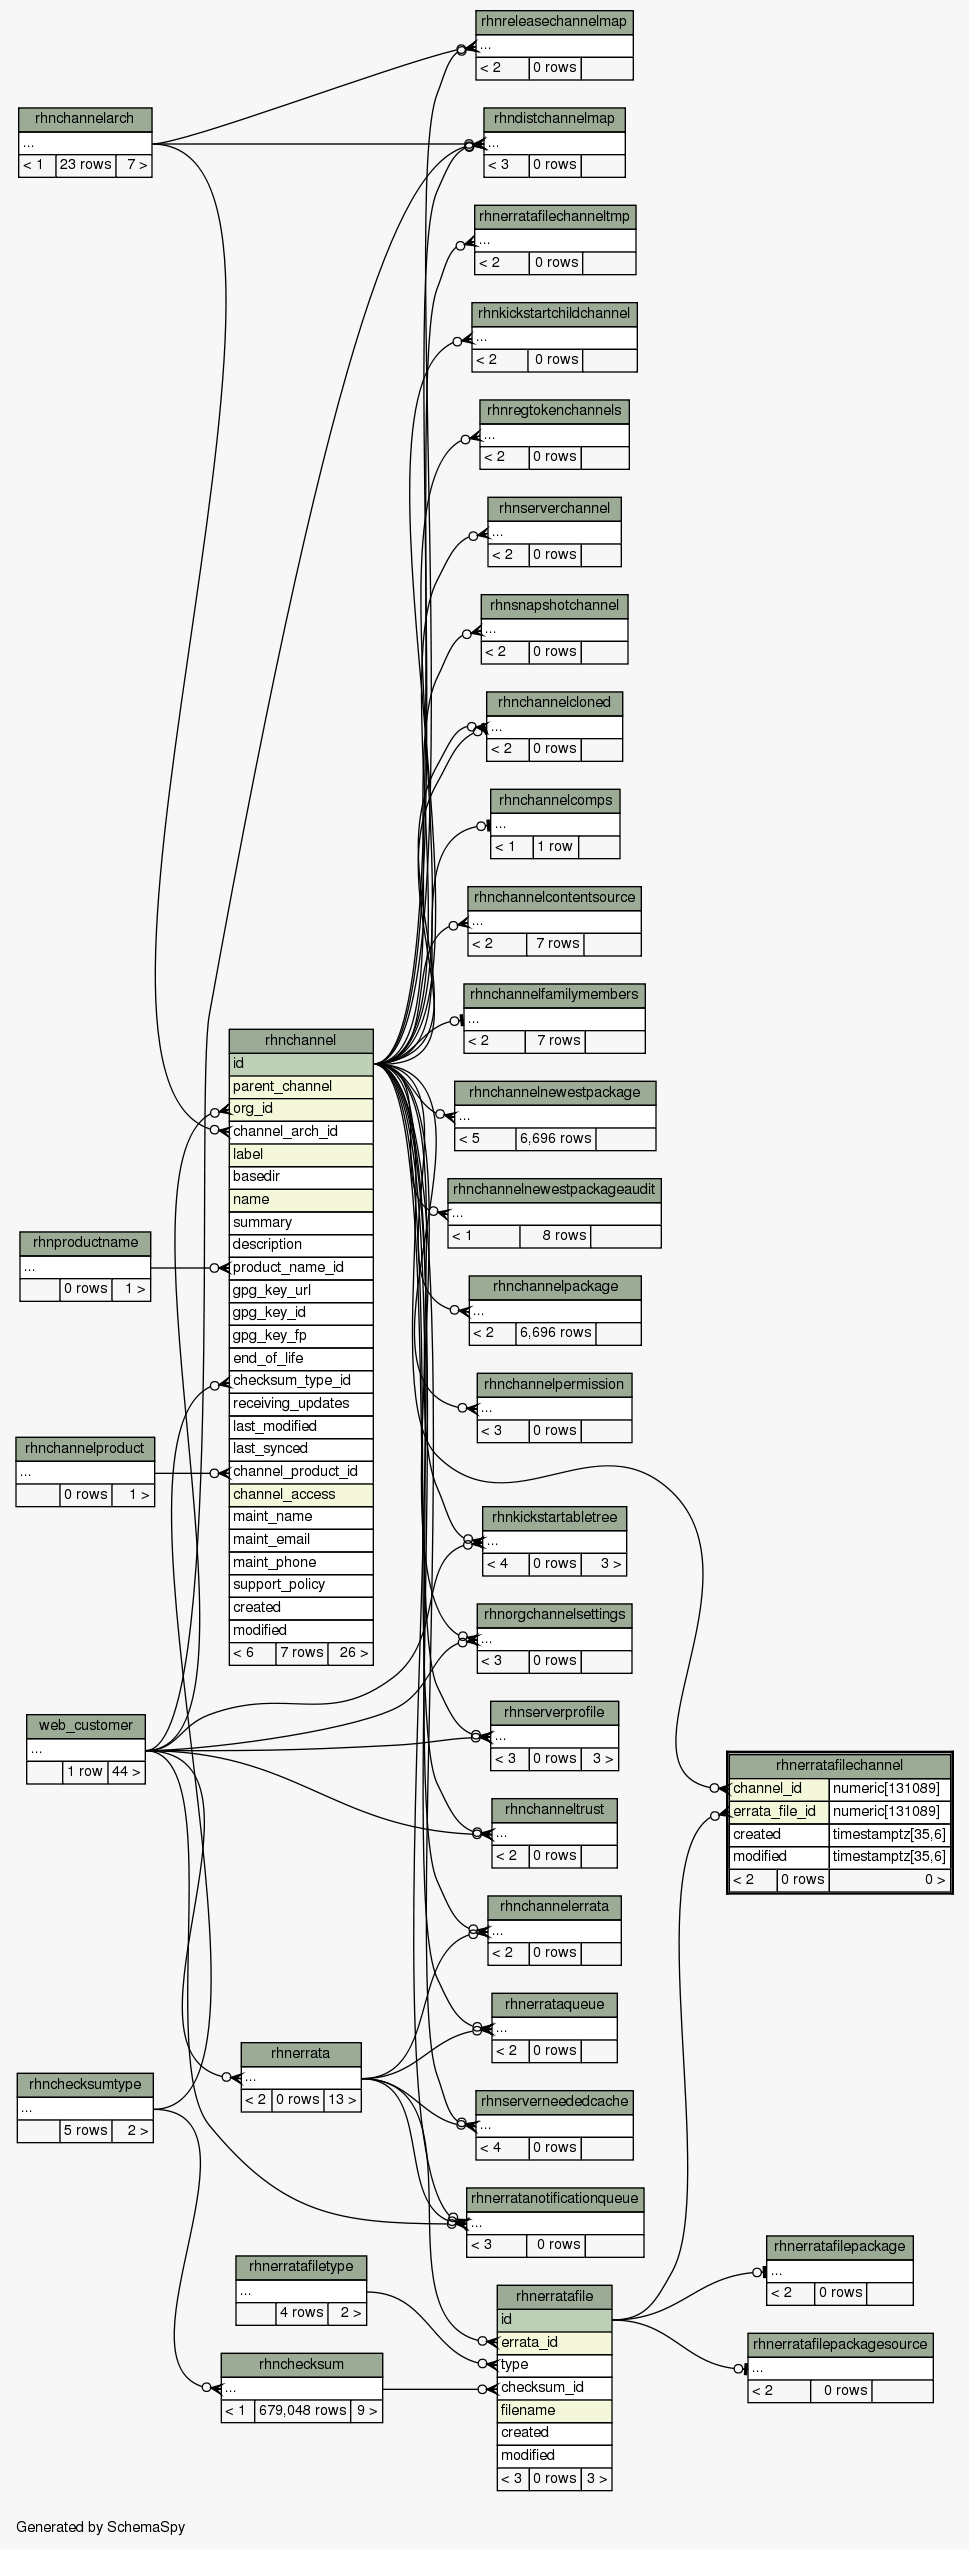 rhnreleasechannelmap
...
< 2 0 rows
rhnchannelarch
...
< 1 23 rows 7 >
rhndistchannelmap
...
< 3 0 rows
rhnerratafilechanneltmp
...
< 2 0 rows
rhnkickstartchildchannel
...
< 2 0 rows
rhnregtokenchannels
...
< 2 0 rows
rhnserverchannel
...
< 2 0 rows
rhnsnapshotchannel
...
< 2 0 rows
rhnchannelcloned
...
< 2 0 rows
rhnchannelcomps
...
< 1 1 row
rhnchannelcontentsource
...
< 2 7 rows
rhnchannelfamilymembers
...
< 2 7 rows
rhnchannel
id
parent_channel
org_id
channel_arch_id
label
basedir
name
summary
description
product_name_id
gpg_key_url
gpg_key_id
gpg_key_fp
end_of_life
checksum_type_id
receiving_updates
last_modified
last_synced
channel_product_id
channel_access
maint_name
maint_email
maint_phone
support_policy
created
modified
< 6 7 rows 26 >
rhnchannelnewestpackage
...
< 5 6,696 rows
rhnchannelnewestpackageaudit
...
< 1 8 rows
rhnproductname
...
0 rows 1 >
rhnchannelpackage
...
< 2 6,696 rows
rhnchannelpermission
...
< 3 0 rows
rhnchannelproduct
...
0 rows 1 >
rhnkickstartabletree
...
< 4 0 rows 3 >
rhnorgchannelsettings
...
< 3 0 rows
rhnserverprofile
...
< 3 0 rows 3 >
web_customer
...
1 row 44 >
rhnerratafilechannel
channel_id numeric[131089]
errata_file_id numeric[131089]
created timestamptz[35,6]
modified timestamptz[35,6]
< 2 0 rows 0 >
rhnchanneltrust
...
< 2 0 rows
rhnchannelerrata
...
< 2 0 rows
rhnerrataqueue
...
< 2 0 rows
rhnerrata
...
< 2 0 rows 13 >
rhnchecksumtype
...
5 rows 2 >
rhnserverneededcache
...
< 4 0 rows
rhnerratanotificationqueue
...
< 3 0 rows
rhnerratafilepackage
...
< 2 0 rows
rhnerratafiletype
...
4 rows 2 >
rhnerratafile
id
errata_id
type
checksum_id
filename
created
modified
< 3 0 rows 3 >
rhnerratafilepackagesource
...
< 2 0 rows
rhnchecksum
...
< 1 679,048 rows 9 >
Generated by SchemaSpy